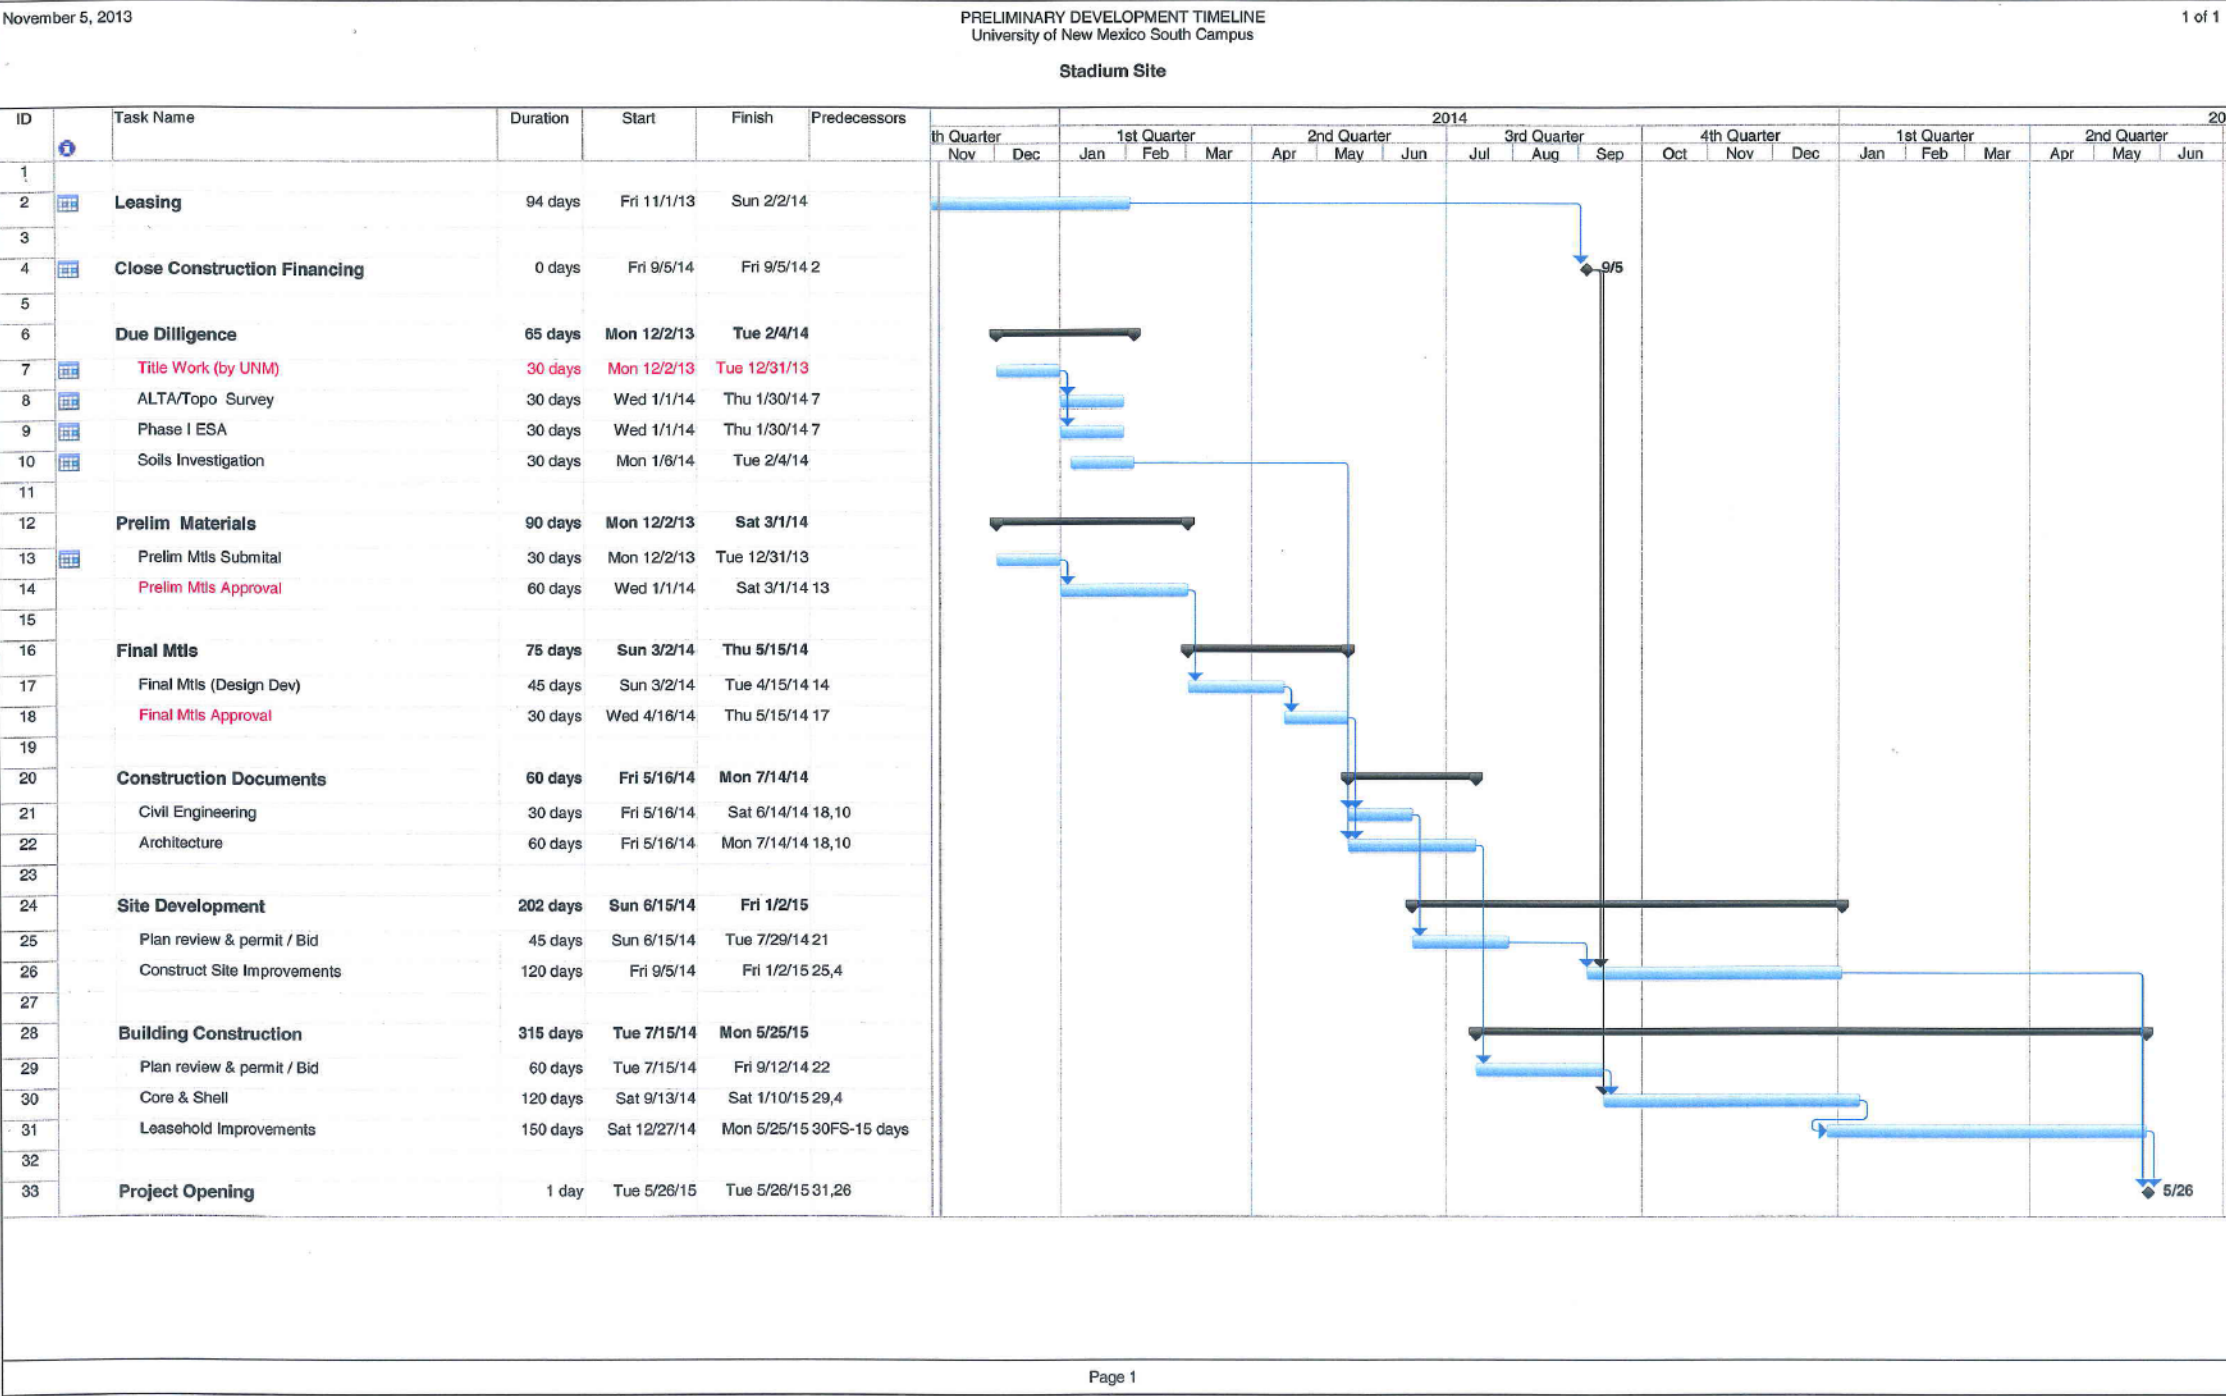 November 5, 2013
PRELIMINARY DEVELOPMENT TIMELINE
1 of 1
University of New Mexico South Campus
Stadium Site
ID Task Name Duration Start Finish Predecessors
2014 20
th Quarter 1st Quarter 2nd Quarter 3rd Quarter 4th Quarter 1st Quarter 2nd Quarter
Nov Dec Jan Feb Mar Apr May Jun Jul Aug Sep Oct Nov Dec Jan Feb Mar Apr May Jun
1
2 Leasing 94 days Fri 11/1/13 Sun 2/2/14
3
4 Close Construction Financing 0 days Fri 9/5/14 Fri 9/5/14 2 9/5
5
6 Due Dilligence 65 days Mon 12/2/13 Tue 2/4/14
7 Title Work (by UNM) 30 days Mon 12/2/13 Tue 12/31/13
8 ALTA/Topo Survey 30 days Wed 1/1/14 Thu 1/30/14 7
9 Phase I ESA 30 days Wed 1/1/14 Thu 1/30/14 7
10 Soils Investigation 30 days Mon 1/6/14 Tue 2/4/14
11
12 Prelim Materials 90 days Mon 12/2/13 Sat 3/1/14
13 Prelim Mtls Submital 30 days Mon 12/2/13 Tue 12/31/13
14 Prelim Mtls Approval 60 days Wed 1/1/14 Sat 3/1/14 13
15
16 Final Mtls 75 days Sun 3/2/14 Thu 5/15/14
17 Final Mtls (Design Dev) 45 days Sun 3/2/14 Tue 4/15/14 14
18 Final Mtls Approval 30 days Wed 4/16/14 Thu 5/15/14 17
19
20 Construction Documents 60 days Fri 5/16/14 Mon 7/14/14
21 Civil Engineering 30 days Fri 5/16/14 Sat 6/14/14 18,10
22 Architecture 60 days Fri 5/16/14 Mon 7/14/14 18,10
23
24 Site Development 202 days Sun 6/15/14 Fri 1/2/15
25 Plan review & permit / Bid 45 days Sun 6/15/14 Tue 7/29/14 21
26 Construct Site Improvements 120 days Fri 9/5/14 Fri 1/2/15 25,4
27
28 Building Construction 315 days Tue 7/15/14 Mon 5/25/15
29 Plan review & permit / Bid 60 days Tue 7/15/14 Fri 9/12/14 22
30 Core & Shell 120 days Sat 9/13/14 Sat 1/10/15 29,4
31 Leasehold Improvements 150 days Sat 12/27/14 Mon 5/25/15 30FS-15 days
32
33 Project Opening 1 day Tue 5/26/15 Tue 5/26/15 31,26 5/26
Page 1